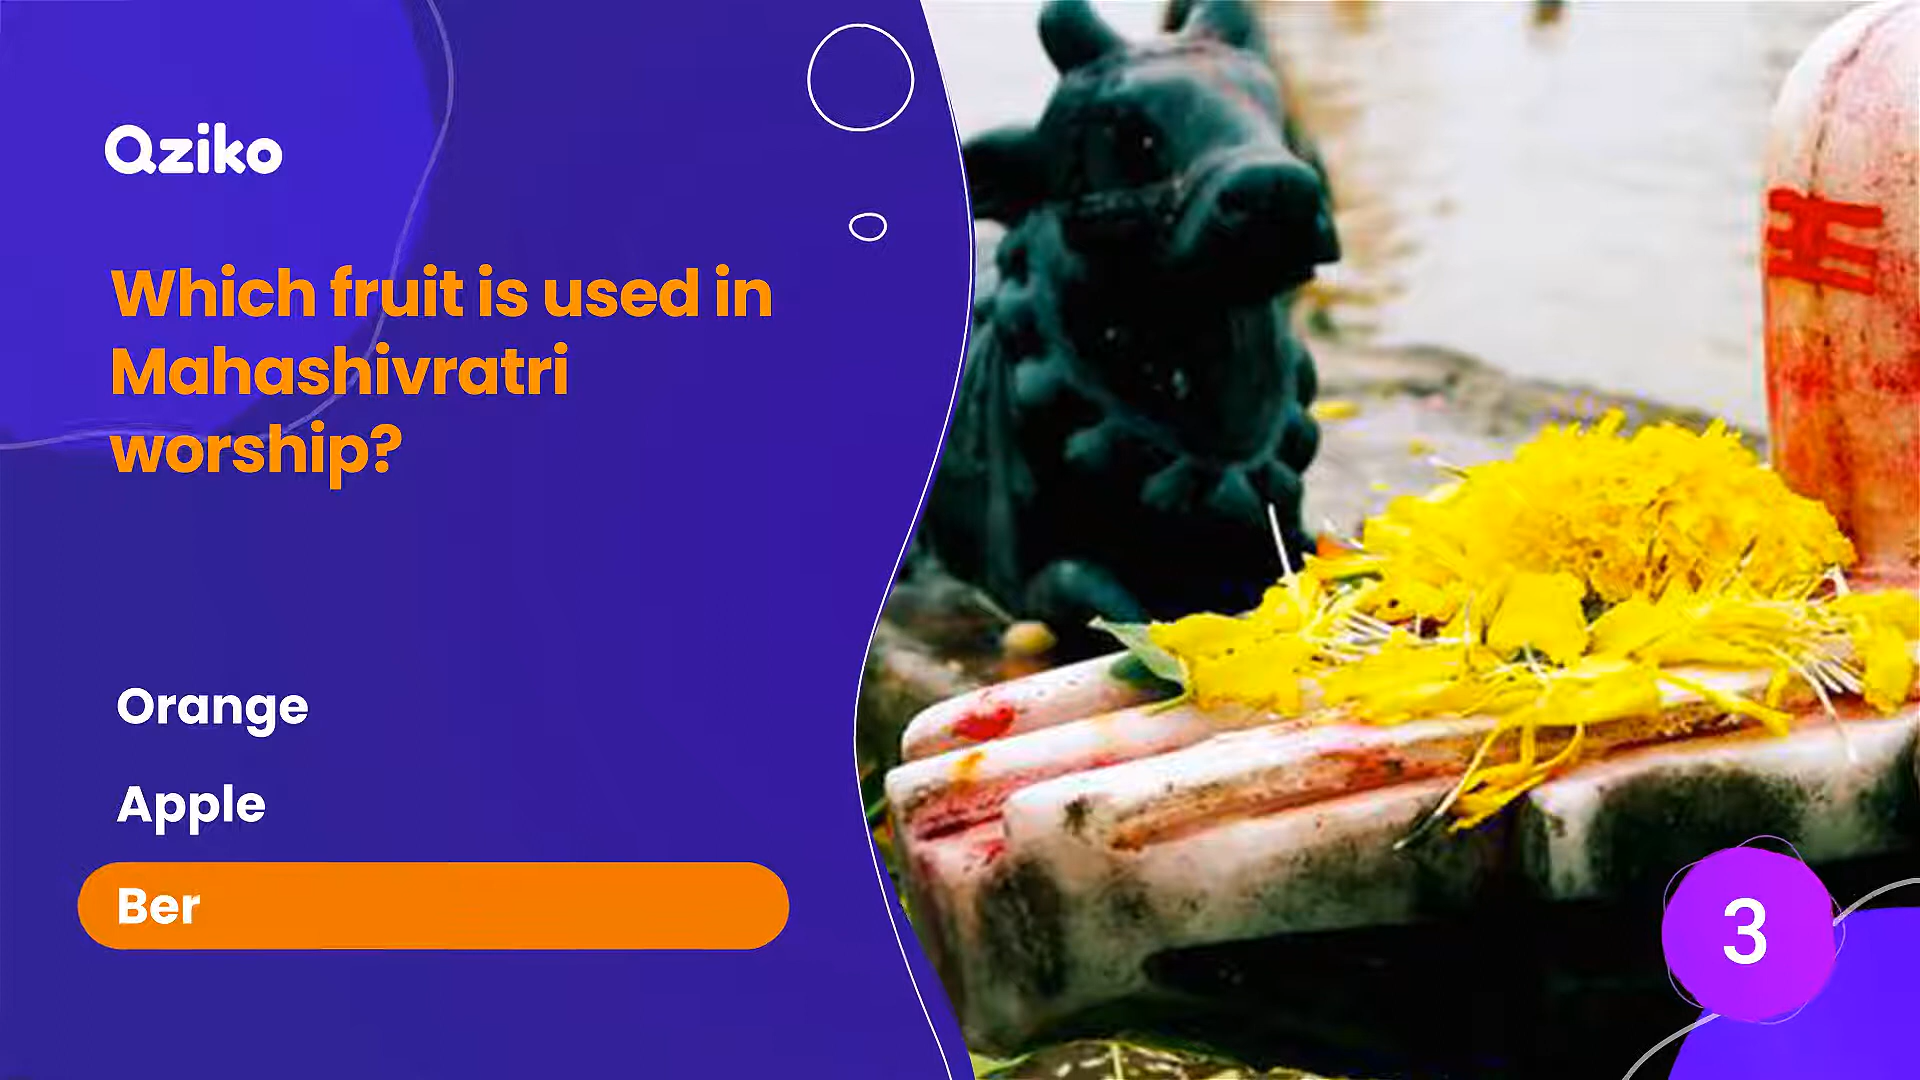 Qziko
Which fruit is used in
Mahashivratri
worship?
Orange
Apple
Ber
3